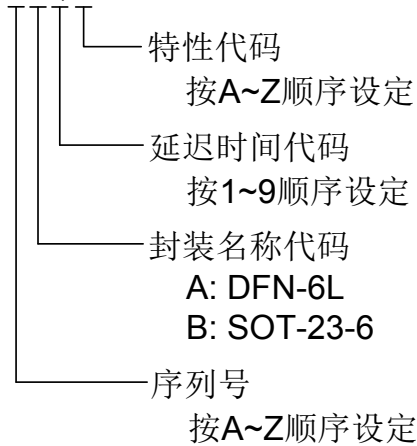 特性代码
按A~Z顺序设定
延迟时间代码
按1~9顺序设定
封装名称代码
A: DFN-6L
B: SOT-23-6
序列号
按A~Z顺序设定